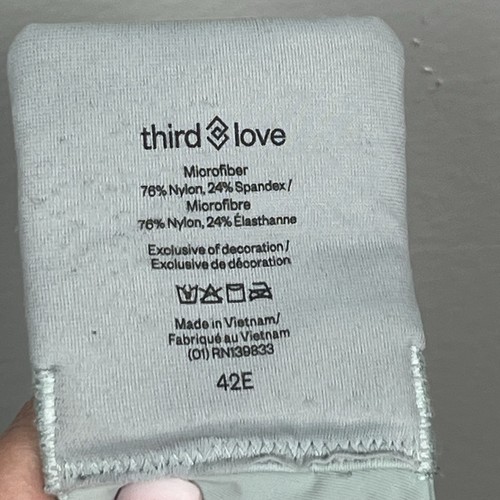 third love
Microfiber
76% Nylon, 24% Spandex/
Microfibre
76% Nylon, 24% Élasthanne
Exclusive of decoration/
Exclusive de décoration
Made in Vietnam/
Fabriqué au Vietnam
(01) RN139833
42E